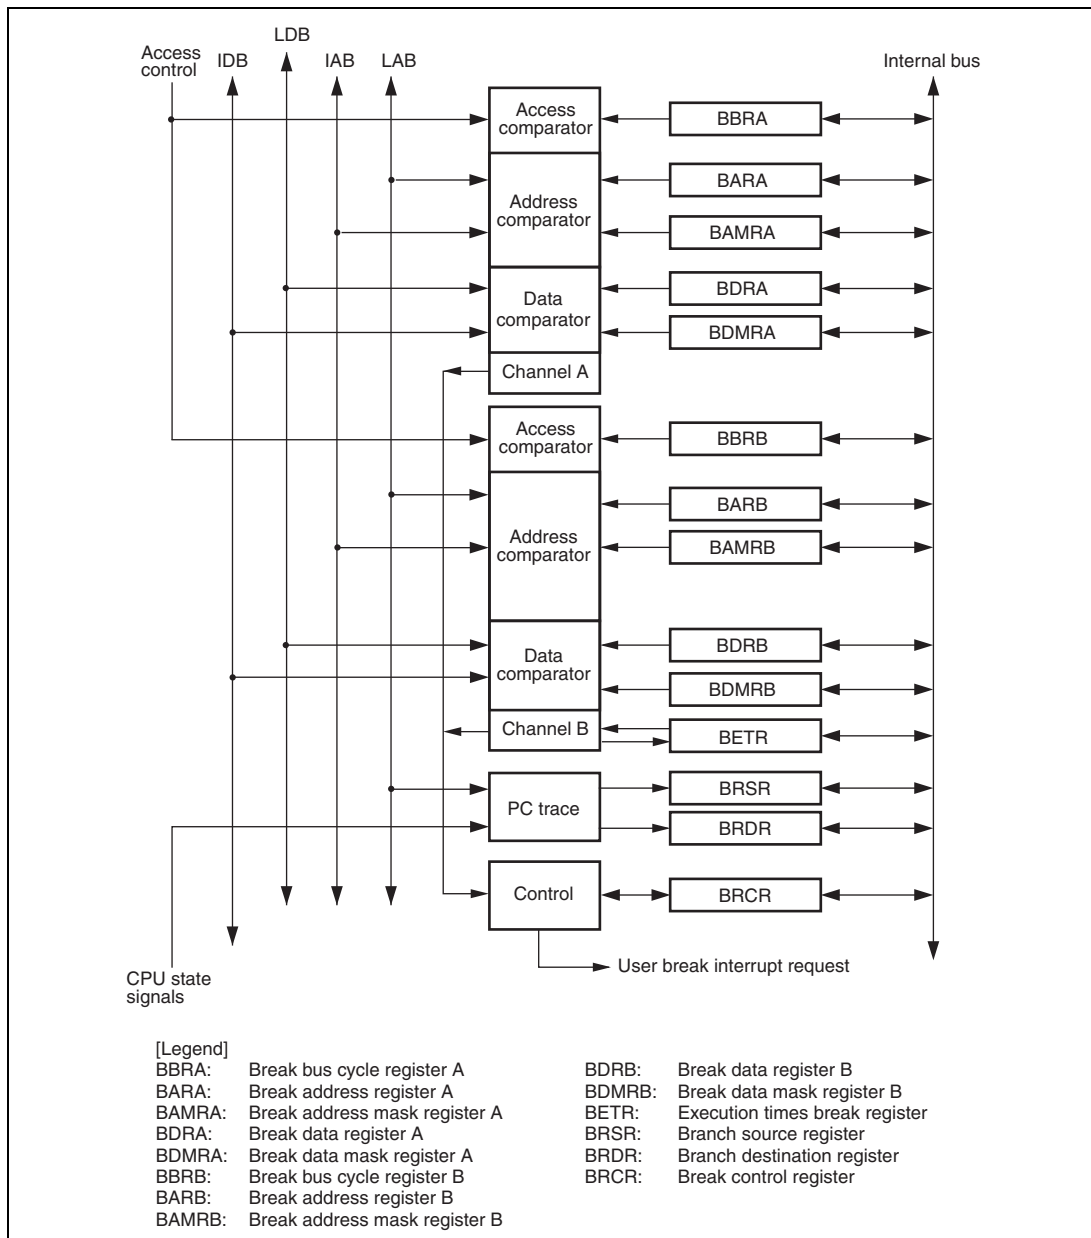 LDB
Access
control
IDB
IAB
LAB
Internal bus
Access
comparator
BBRA
Address
comparator
BARA
BAMRA
Data
comparator
BDRA
BDMRA
Channel A
Access
comparator
BBRB
Address
comparator
BARB
BAMRB
Data
comparator
BDRB
BDMRB
Channel B
BETR
PC trace
BRSR
BRDR
Control
BRCR
User break interrupt request
CPU state
signals
[Legend]
BBRA: Break bus cycle register A
BARA: Break address register A
BAMRA: Break address mask register A
BDRA: Break data register A
BDMRA: Break data mask register A
BBRB: Break bus cycle register B
BARB: Break address register B
BAMRB: Break address mask register B
BDRB: Break data register B
BDMRB: Break data mask register B
BETR: Execution times break register
BRSR: Branch source register
BRDR: Branch destination register
BRCR: Break control register